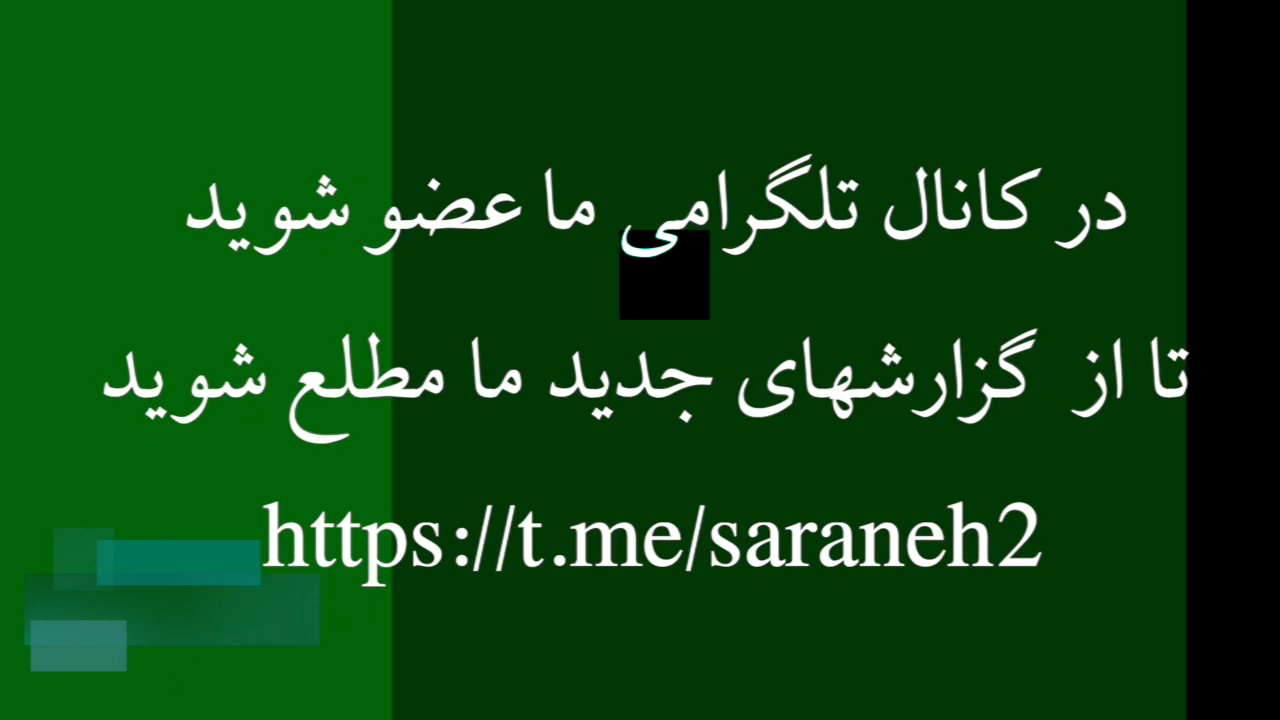 در کانال تلگرامی ما عضو شوید
تا از گزارشهای جدید ما مطلع شوید
https://t.me/saraneh2